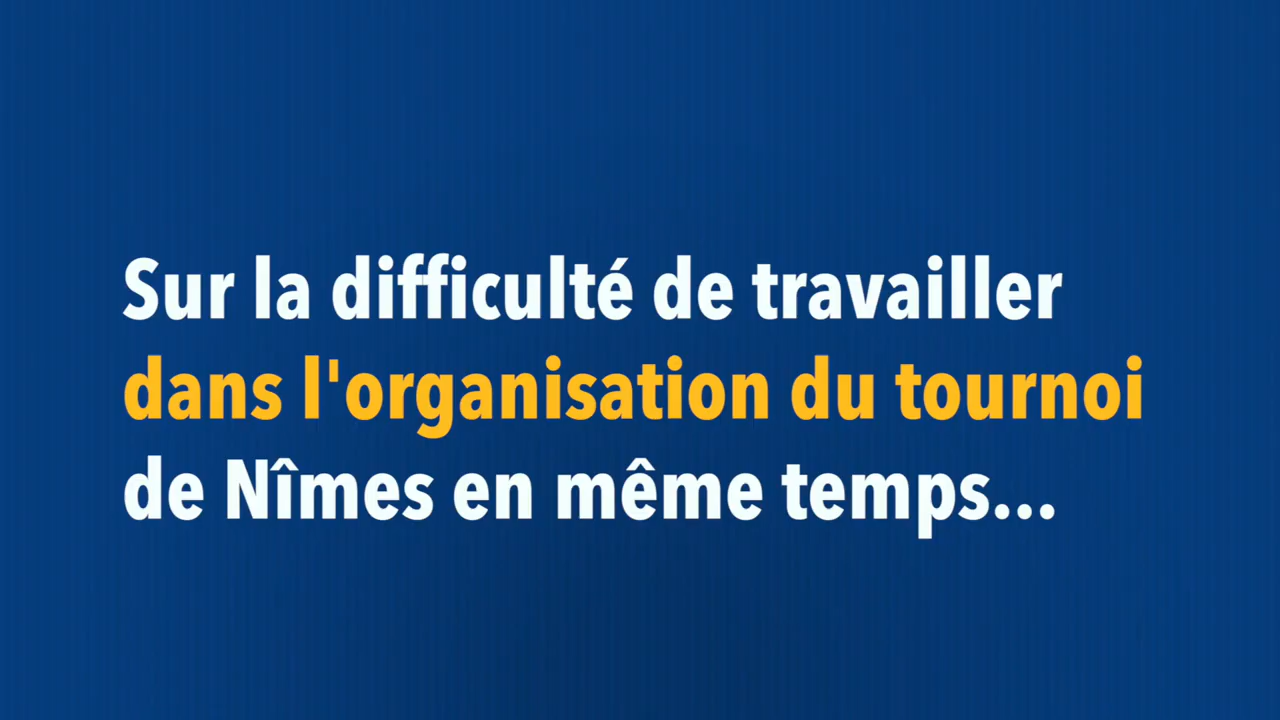 Sur la difficulté de travailler
dans l'organisation du tournoi
de Nîmes en même temps...